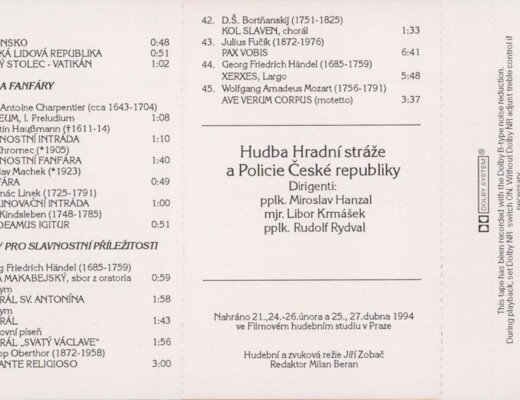 NSKO 0:48
KÁ LIDOVÁ REPUBLIKA 0:51
Ý STOLEC - VATIKÁN 1:02
A FANFÁRY
Antoine Charpentier (cca 1643-1704)
EUM, I. Preludium 1:08
tin Haußmann (†1611-14)
NOSTNÍ INTRÁDA 1:10
Chromec (*1905)
NOSTNÍ FANFÁRA 1:40
slav Machek (*1923)
FÁRA 0:49
nác Linek (1725-1791)
UNOVAČNÍ INTRÁDA 1:00
Kindsleben (1748-1785)
DEAMUS IGITUR 0:51
Y PRO SLAVNOSTNÍ PŘÍLEŽITOSTI
g Friedrich Händel (1685-1759)
A MAKABEJSKÝ, sbor z oratoria 0:59
ym
RÁL SV. ANTONÍNA 1:58
ym
RÁL 1:43
ovní píseň
RÁL „SVATÝ VÁCLAVE" 1:56
op Oberthor (1872-1958)
ANTE RELIGIOSO 3:00
42. D.Š. Bortňanskij (1751-1825)
KOL SLAVEN, chorál 1:33
43. Julius Fučík (1872-1976)
PAX VOBIS 6:41
44. Georg Friedrich Händel (1685-1759)
XERXES, Largo 5:48
45. Wolfgang Amadeus Mozart (1756-1791)
AVE VERUM CORPUS (motetto) 3:37
Hudba Hradní stráže
a Policie České republiky
Dirigenti:
pplk. Miroslav Hanzal
mjr. Libor Krmášek
pplk. Rudolf Rydval
Nahráno 21.,24.-26.února a 25., 27.dubna 1994
ve Filmovém hudebním studiu v Praze
Hudební a zvuková režie Jiří Zobač
Redaktor Milan Beran
DOLBY SYSTEM ®
This tape has been recorded with the Dolby B-type noise reduction.
During playback, set Dolby NR switch ON. Without Dolby NR adjust treble control if
necessary.